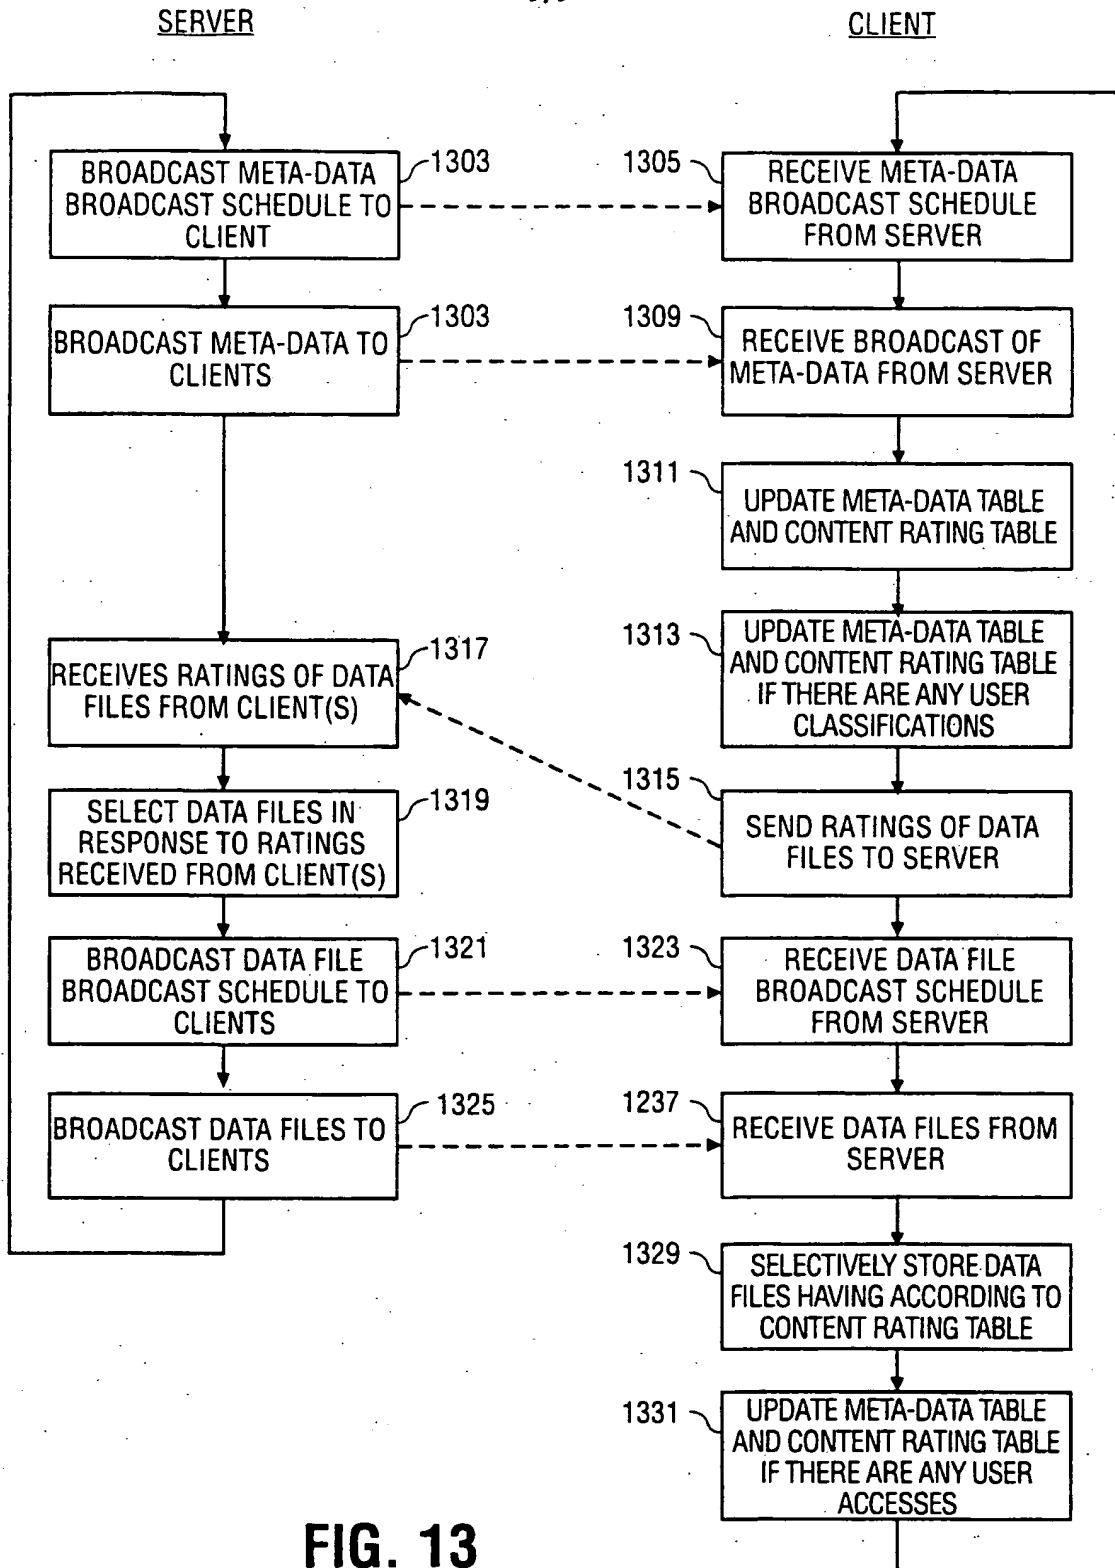 SERVER
BROADCAST META-DATA
BROADCAST SCHEDULE TO
CLIENT
1303
BROADCAST META-DATA TO
CLIENTS
1303
RECEIVES RATINGS OF DATA
FILES FROM CLIENT(S)
1317
SELECT DATA FILES IN
RESPONSE TO RATINGS
RECEIVED FROM CLIENT(S)
1319
BROADCAST DATA FILE
BROADCAST SCHEDULE TO
CLIENTS
1321
BROADCAST DATA FILES TO
CLIENTS
1325
CLIENT
1305
RECEIVE META-DATA
BROADCAST SCHEDULE
FROM SERVER
1309
RECEIVE BROADCAST OF
META-DATA FROM SERVER
1311
UPDATE META-DATA TABLE
AND CONTENT RATING TABLE
1313
UPDATE META-DATA TABLE
AND CONTENT RATING TABLE
IF THERE ARE ANY USER
CLASSIFICATIONS
1315
SEND RATINGS OF DATA
FILES TO SERVER
1323
RECEIVE DATA FILE
BROADCAST SCHEDULE
FROM SERVER
1237
RECEIVE DATA FILES FROM
SERVER
1329
SELECTIVELY STORE DATA
FILES HAVING ACCORDING TO
CONTENT RATING TABLE
1331
UPDATE META-DATA TABLE
AND CONTENT RATING TABLE
IF THERE ARE ANY USER
ACCESSES
FIG. 13